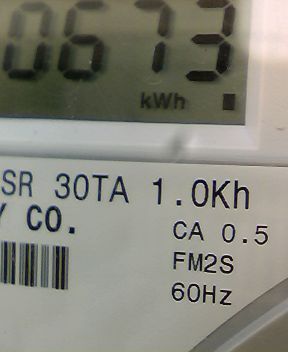 0673
kWh
SR 30TA 1.0Kh
Y CO.
CA 0.5
FM2S
60Hz